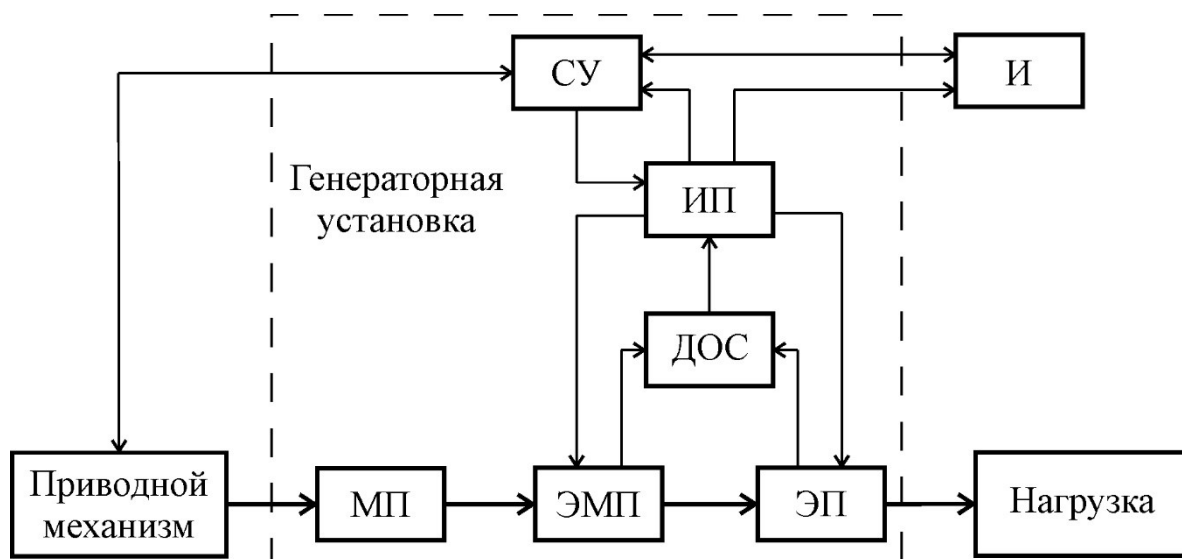 СУ
И
Генераторная
установка
ИП
ДОС
Приводной
механизм
МП
ЭМП
ЭП
Нагрузка